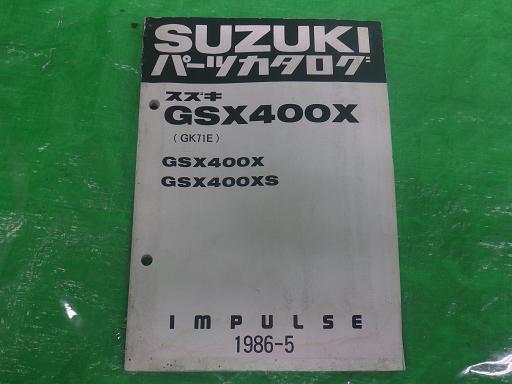 SUZUKI
パーツカタログ
スズキ
GSX400X
(GK71E)
GSX400X
GSX400XS
IMPULSE
1986-5